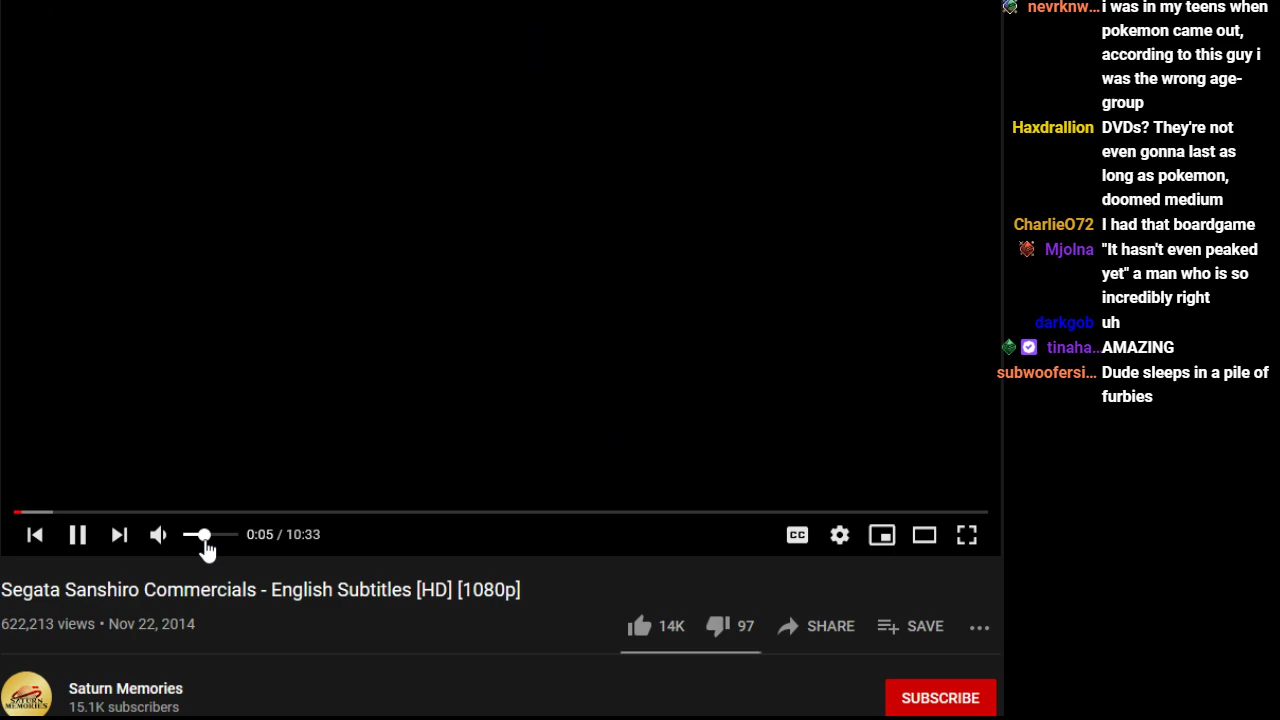 nevrknw... i was in my teens when
pokemon came out,
according to this guy i
was the wrong age-
group
Haxdrallion DVDs? They're not
even gonna last as
long as pokemon,
doomed medium
CharlieO72 I had that boardgame
Mjolna "It hasn't even peaked
yet" a man who is so
incredibly right
darkgob uh
tinaha... AMAZING
subwoofersi... Dude sleeps in a pile of
furbies
0:05 / 10:33
CC
Segata Sanshiro Commercials - English Subtitles [HD] [1080p]
622,213 views • Nov 22, 2014
14K
97
SHARE
SAVE
SATURN
MEMORIES
Saturn Memories
15.1K subscribers
SUBSCRIBE